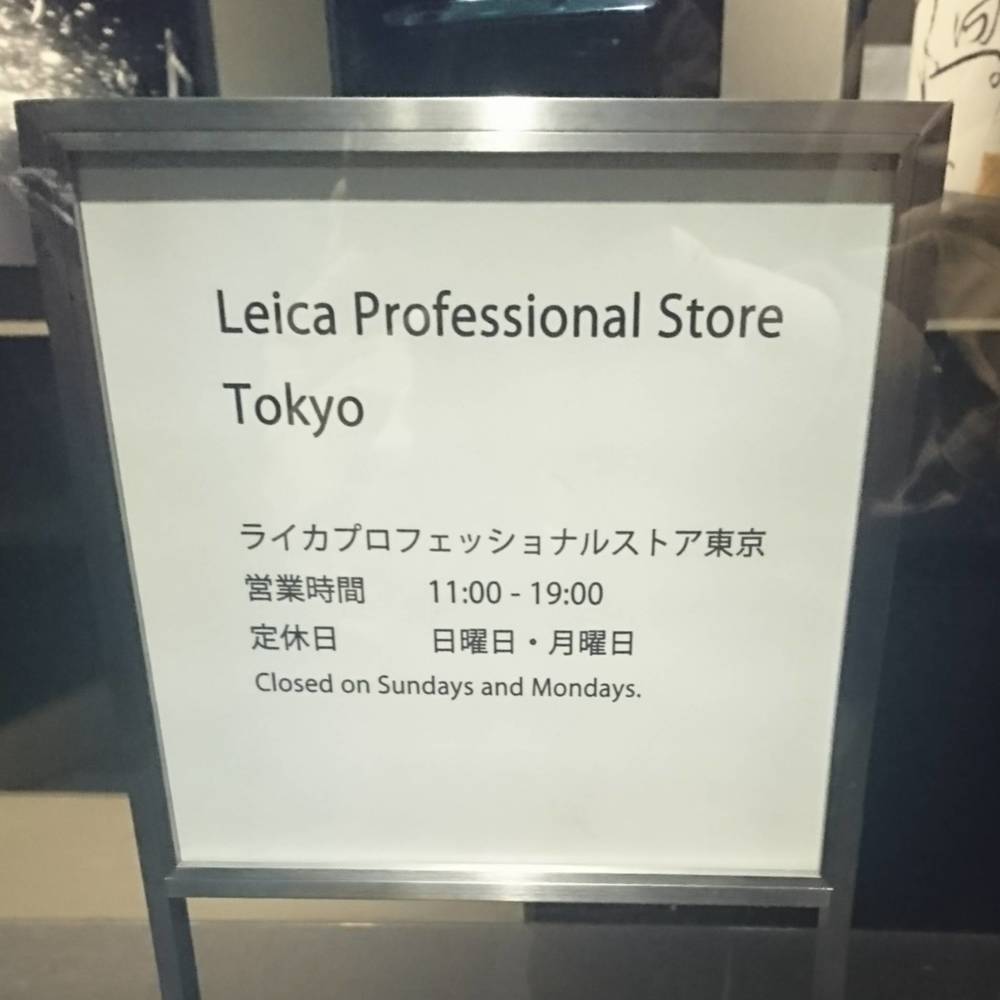 Leica Professional Store
Tokyo
ライカプロフェッショナルストア東京
営業時間 11:00 - 19:00
定休日 日曜日・月曜日
Closed on Sundays and Mondays.